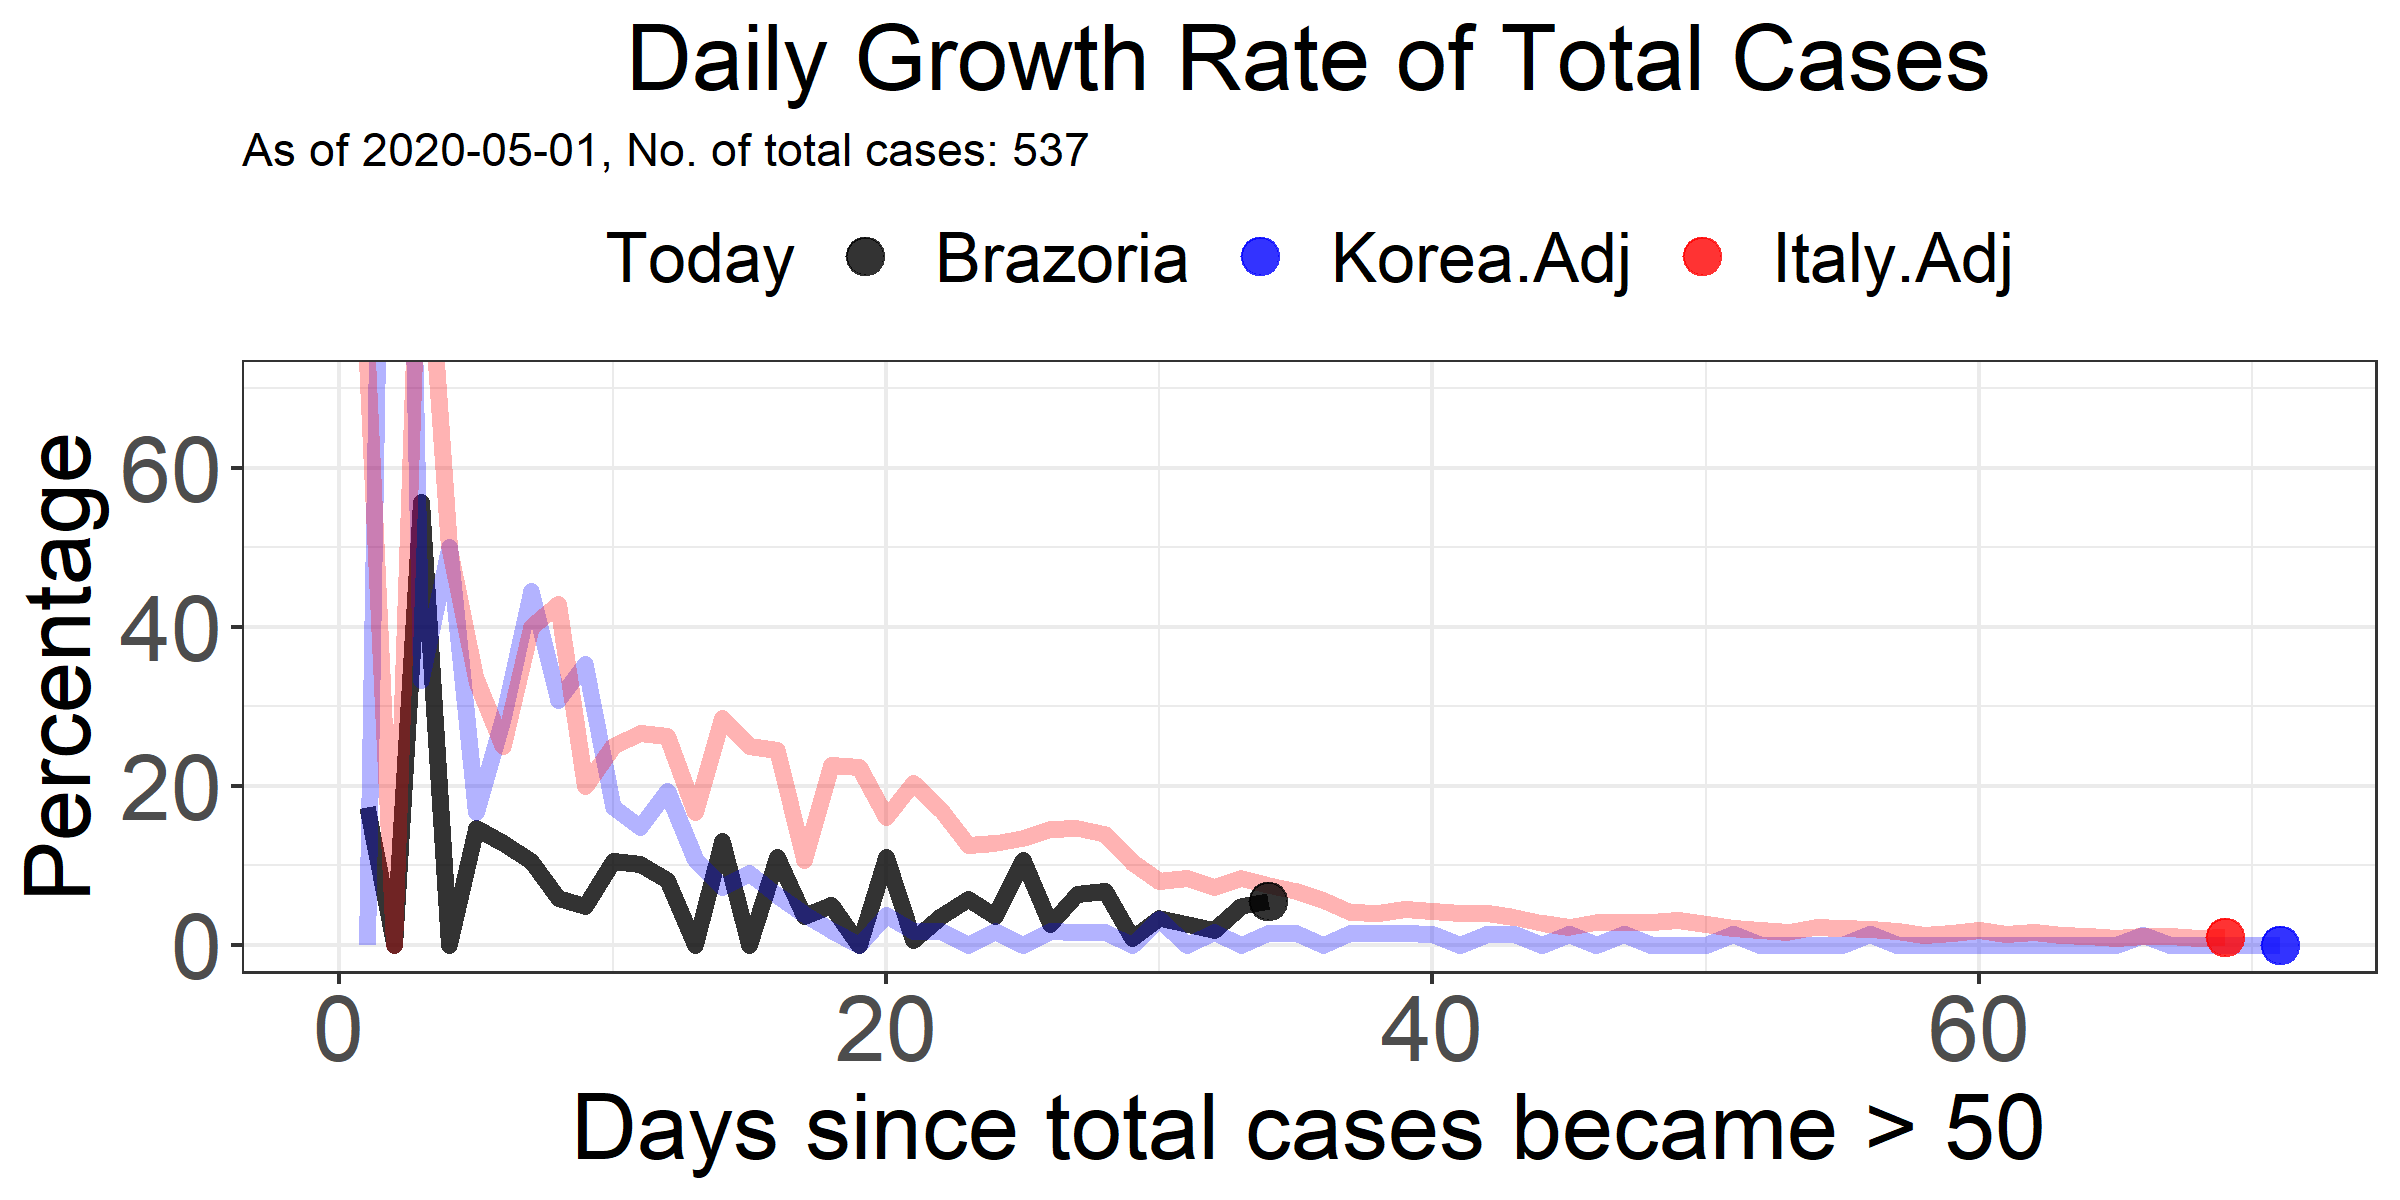 Daily Growth Rate of Total Cases
As of 2020-05-01, No. of total cases: 537
Today Brazoria Korea.Adj Italy.Adj
Percentage
60
40
20
0
0 20 40 60
Days since total cases became > 50